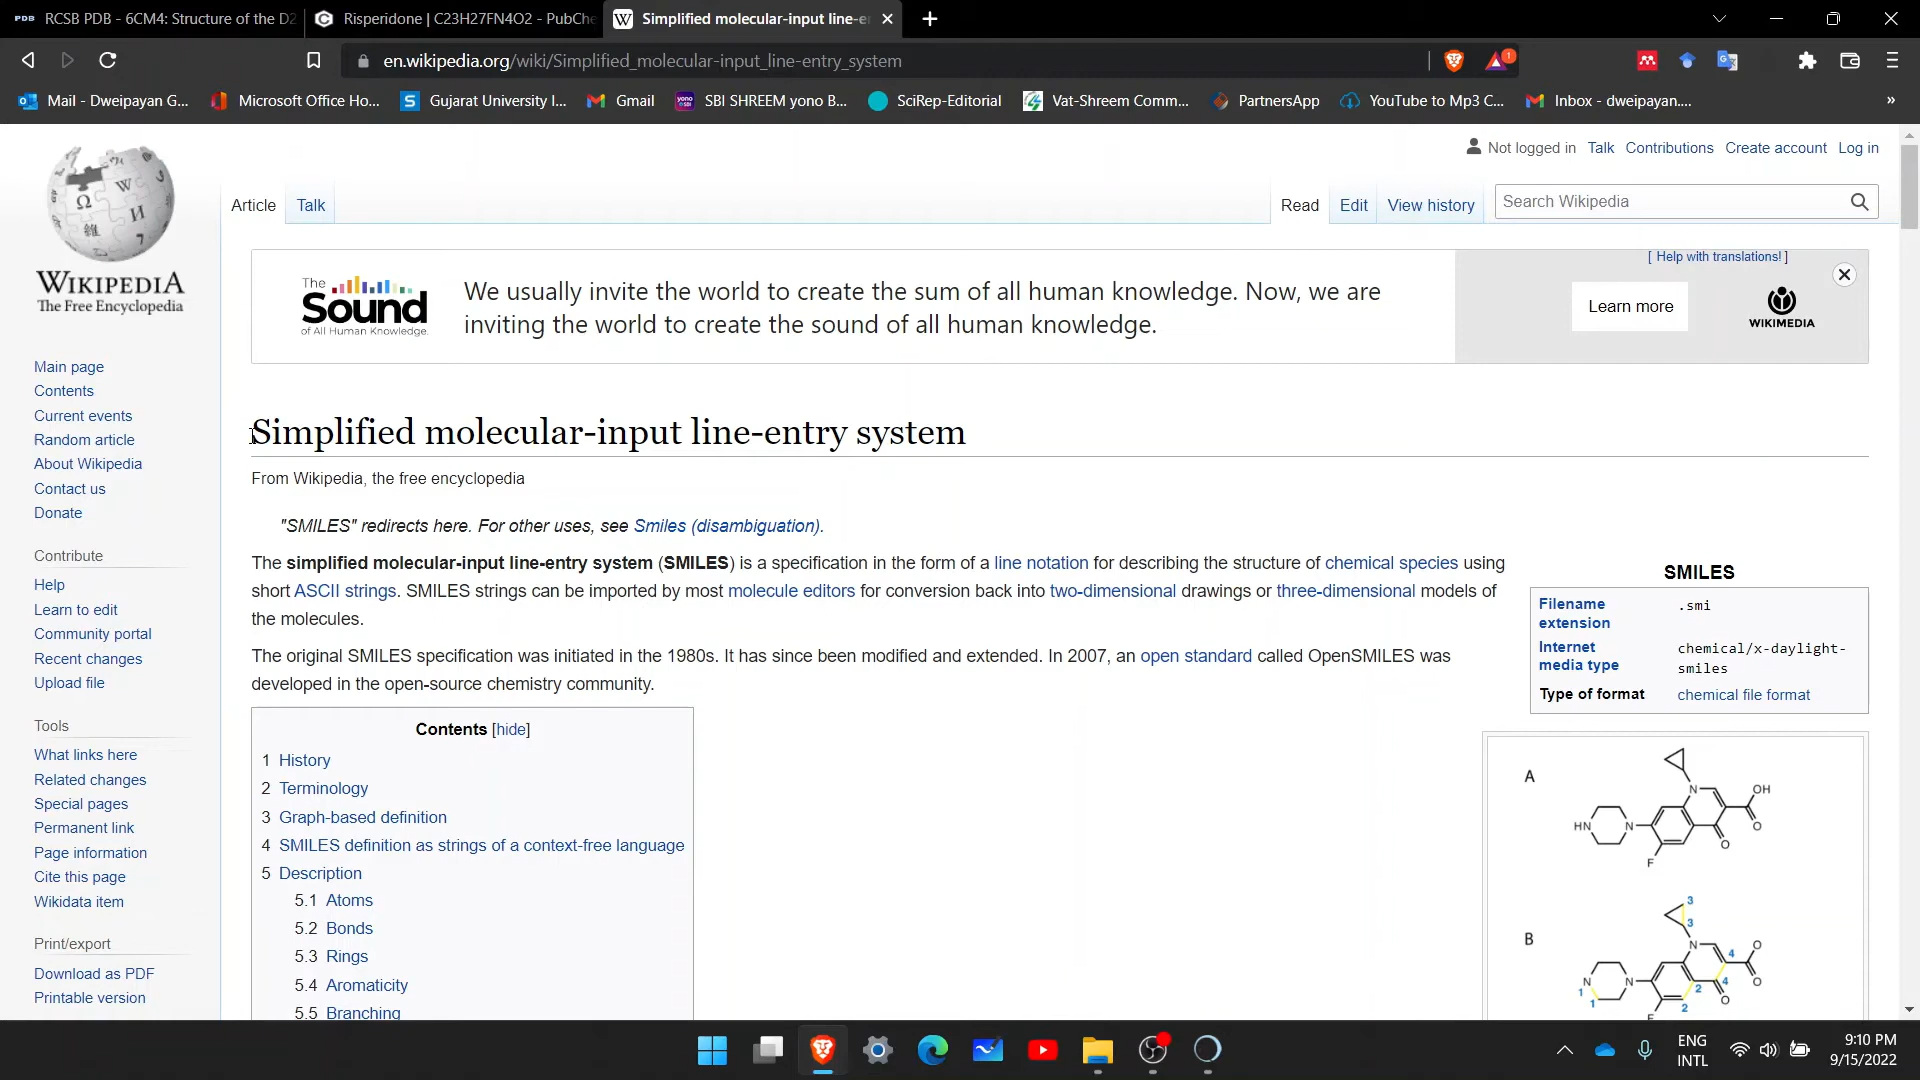 PDB RCSB PDB - 6CM4: Structure of the D2
Risperidone | C23H27FN4O2 - PubChe
W Simplified molecular-input line-e
en.wikipedia.org/wiki/Simplified_molecular-input_line-entry_system
1
Mail - Dweipayan G...
Microsoft Office Ho...
S Gujarat University I...
Gmail
yono SBI SHREEM yono B...
SciRep-Editorial
Vat-Shreem Comm...
PartnersApp
YouTube to Mp3 C...
Inbox - dweipayan....
»
Not logged in Talk Contributions Create account Log in
Article Talk
Read Edit View history
Search Wikipedia
WIKIPEDIA
The Free Encyclopedia
The Sound of All Human Knowledge.
We usually invite the world to create the sum of all human knowledge. Now, we are
inviting the world to create the sound of all human knowledge.
[ Help with translations! ]
Learn more
WIKIMEDIA
Main page
Contents
Current events
Random article
About Wikipedia
Contact us
Donate
Contribute
Help
Learn to edit
Community portal
Recent changes
Upload file
Tools
What links here
Related changes
Special pages
Permanent link
Page information
Cite this page
Wikidata item
Print/export
Download as PDF
Printable version
Simplified molecular-input line-entry system
From Wikipedia, the free encyclopedia
"SMILES" redirects here. For other uses, see Smiles (disambiguation).
The simplified molecular-input line-entry system (SMILES) is a specification in the form of a line notation for describing the structure of chemical species using
short ASCII strings. SMILES strings can be imported by most molecule editors for conversion back into two-dimensional drawings or three-dimensional models of
the molecules.
The original SMILES specification was initiated in the 1980s. It has since been modified and extended. In 2007, an open standard called OpenSMILES was
developed in the open-source chemistry community.
Contents [hide]
1 History
2 Terminology
3 Graph-based definition
4 SMILES definition as strings of a context-free language
5 Description
5.1 Atoms
5.2 Bonds
5.3 Rings
5.4 Aromaticity
5.5 Branching
SMILES
Filename extension .smi
Internet media type chemical/x-daylight-smiles
Type of format chemical file format
A
OH
N
O
HN
N
O
F
B
3
3
N
4
O
N
N
O
1
1
4
2
O
2
F
ENG
INTL
9:10 PM
9/15/2022